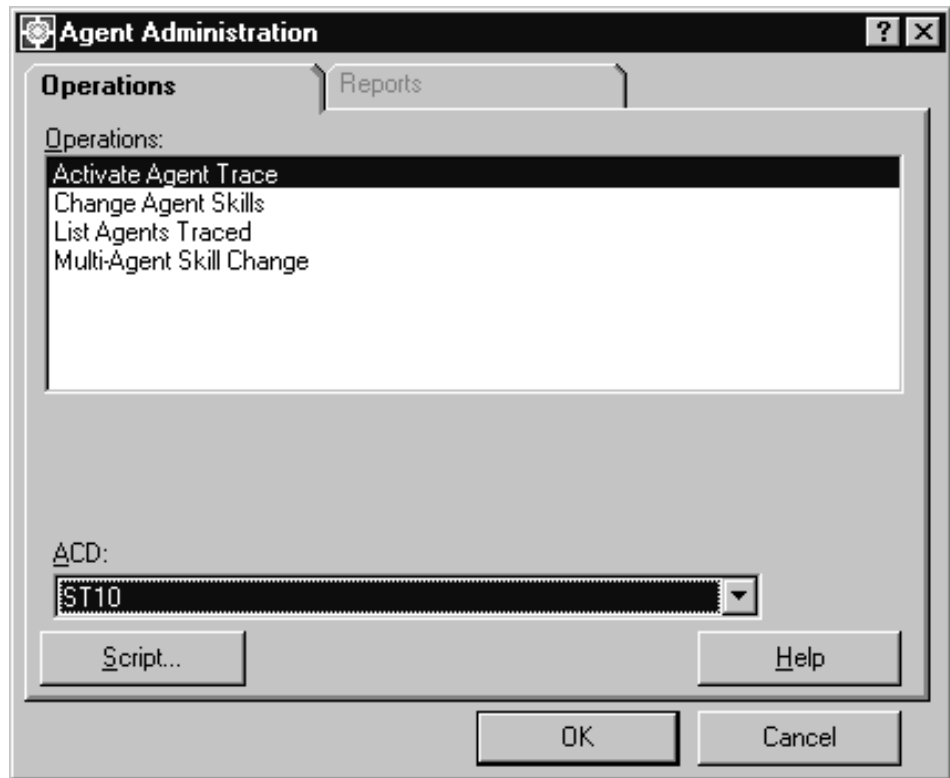 Agent Administration
Operations
Reports
Operations:
Activate Agent Trace
Change Agent Skills
List Agents Traced
Multi-Agent Skill Change
ACD:
ST10
Script...
Help
OK
Cancel